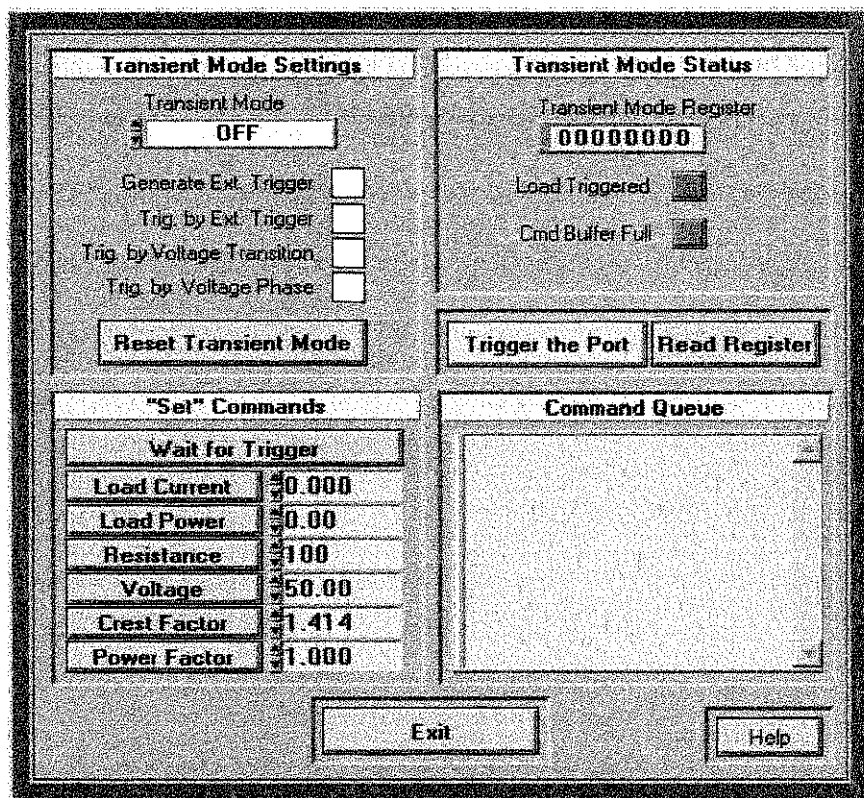 Transient Mode Settings
Transient Mode
OFF
Generate Ext. Trigger
Trig. by Ext. Trigger
Trig. by Voltage Transition
Trig. by Voltage Phase
Reset Transient Mode
Transient Mode Status
Transient Mode Register
00000000
Load Triggered
Cmd Buffer Full
Trigger the Port
Read Register
"Set" Commands
Wait for Trigger
Load Current 0.000
Load Power 0.00
Resistance 100
Voltage 50.00
Crest Factor 1.414
Power Factor 1.000
Command Queue
Exit
Help